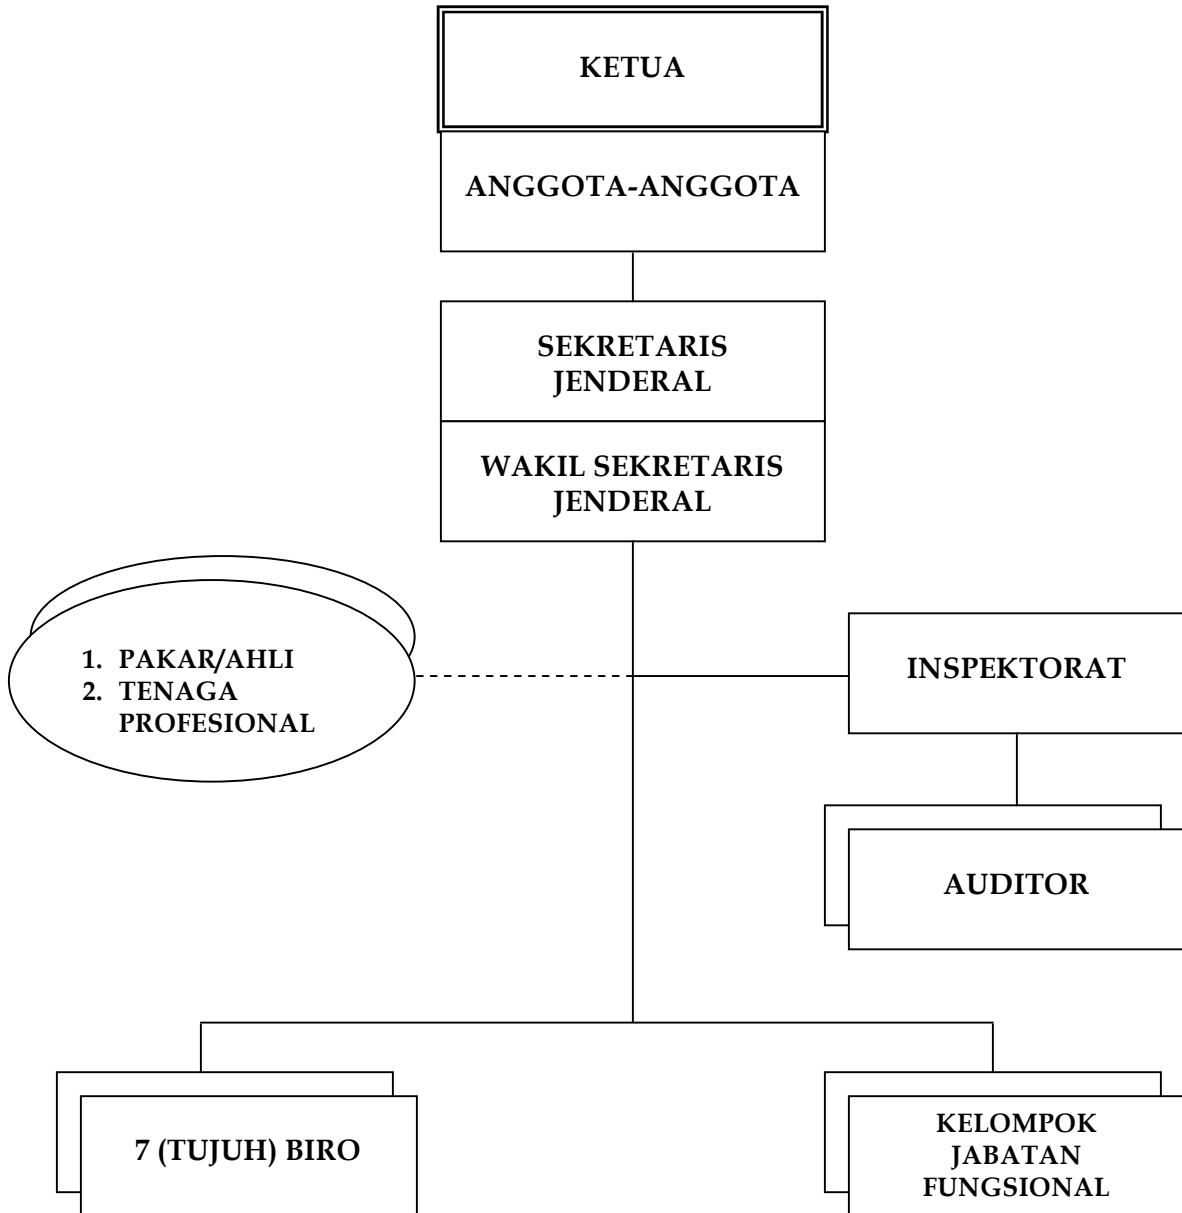 KETUA
ANGGOTA-ANGGOTA
SEKRETARIS
JENDERAL
WAKIL SEKRETARIS
JENDERAL
1. PAKAR/AHLI
2. TENAGA
PROFESIONAL
INSPEKTORAT
AUDITOR
7 (TUJUH) BIRO
KELOMPOK
JABATAN
FUNGSIONAL